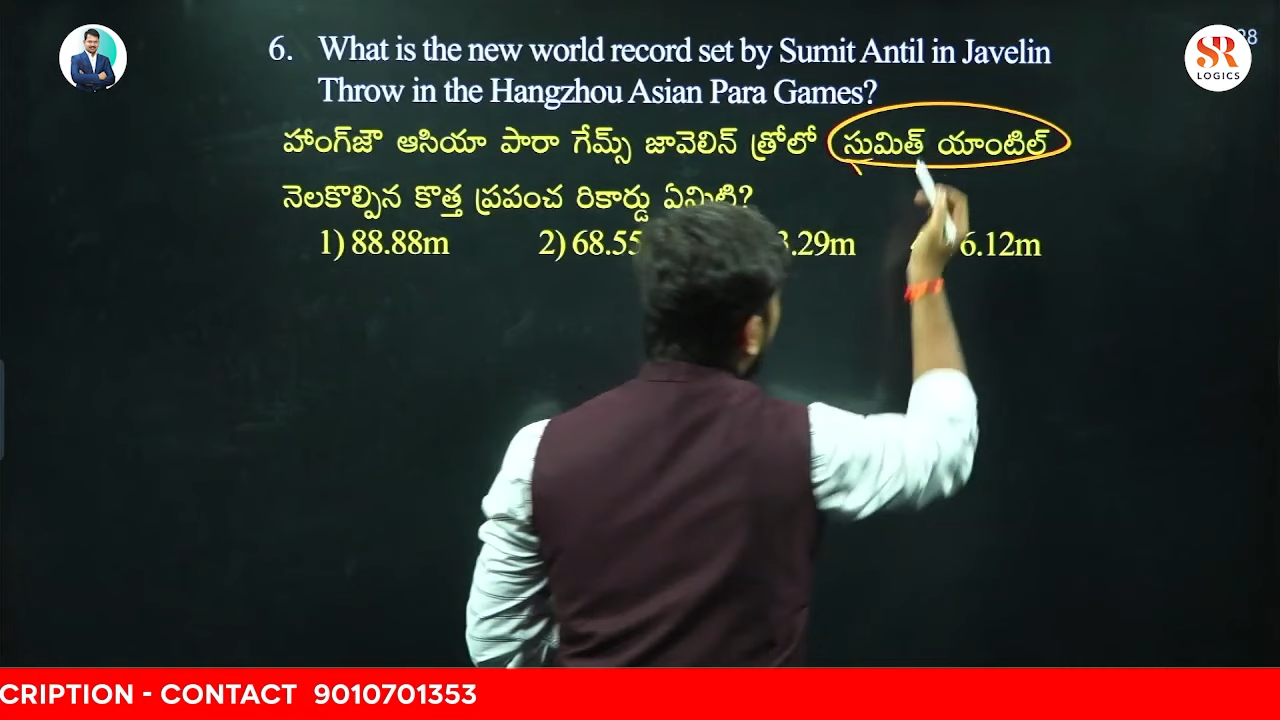 6. What is the new world record set by Sumit Antil in Javelin
Throw in the Hangzhou Asian Para Games?
హాంగ్‌జౌ ఆసియా పారా గేమ్స్ జావెలిన్ త్రోలో సుమిత్ యాంటిల్
నెలకొల్పిన కొత్త ప్రపంచ రికార్డు ఏమిటి?
1) 88.88m 2) 68.55 .29m 6.12m
SR
LOGICS
CRIPTION - CONTACT 9010701353